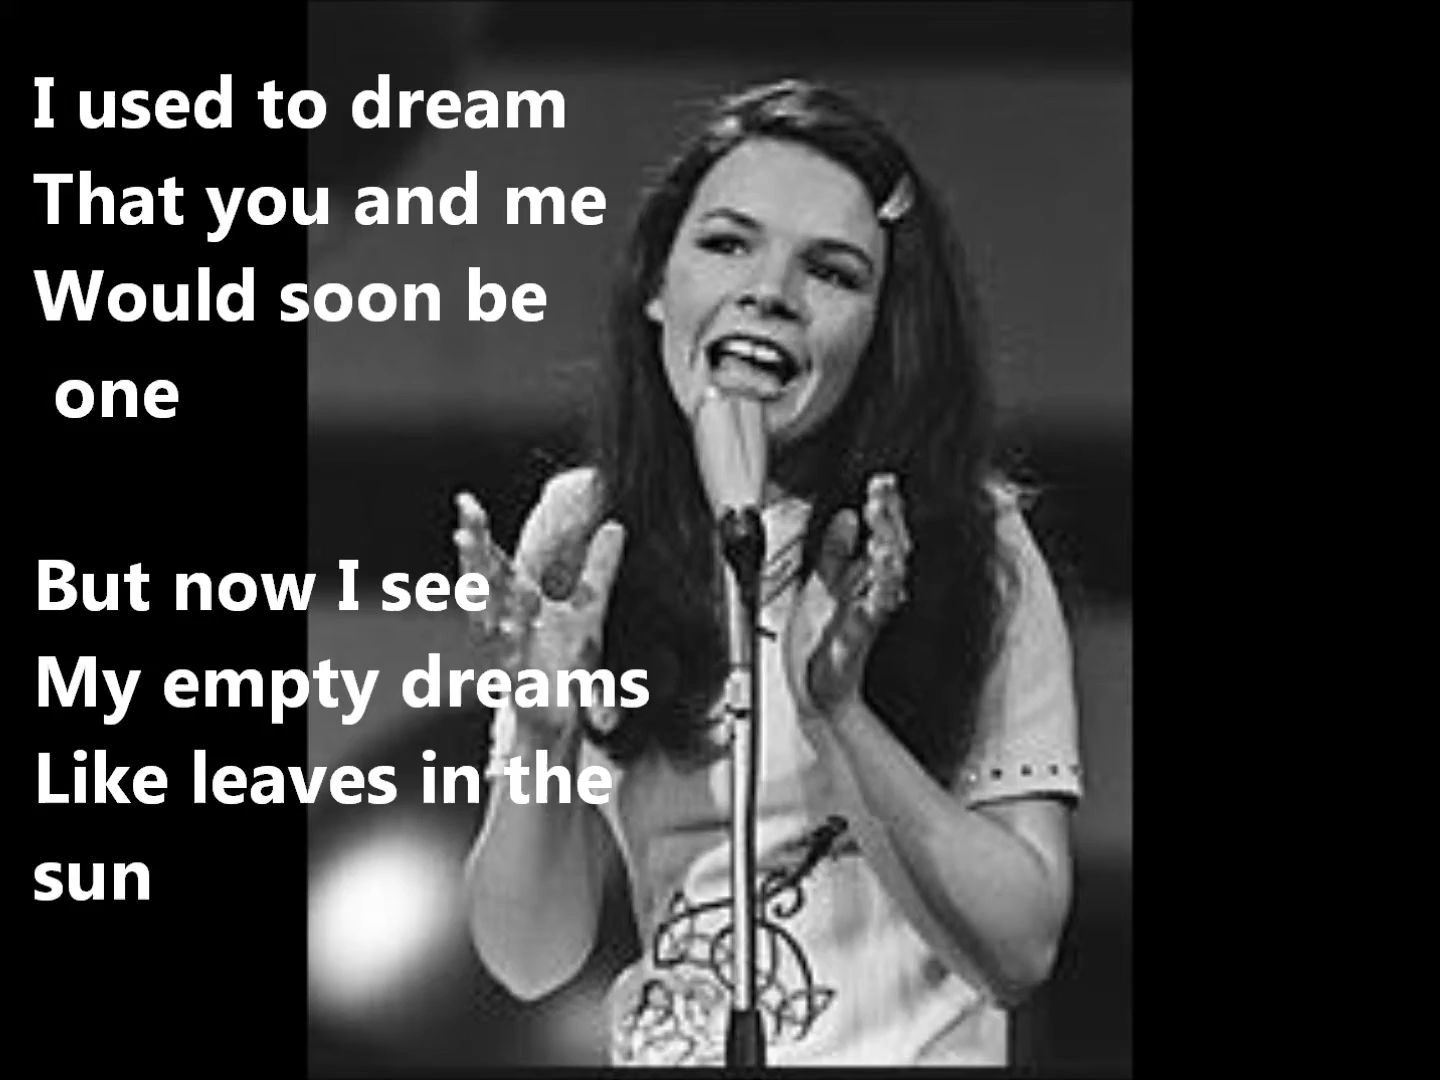 I used to dream
That you and me
Would soon be
one
But now I see
My empty dreams
Like leaves in the
sun